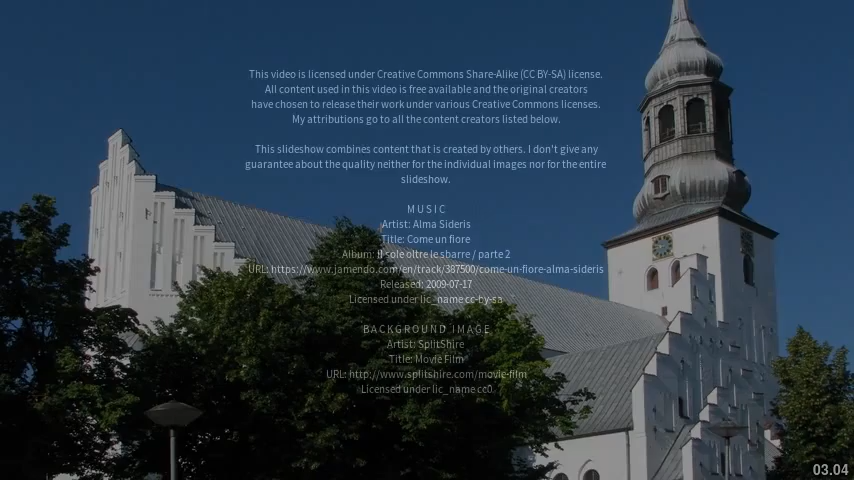 This video is licensed under Creative Commons Share-Alike (CC BY-SA) license.
All content used in this video is free available and the original creators
have chosen to release their work under various Creative Commons licenses.
My attributions go to all the content creators listed below.
This slideshow combines content that is created by others. I don't give any
guarantee about the quality neither for the individual images nor for the entire
slideshow.
MUSIC
Artist: Alma Sideris
Title: Come un fiore
Album: Il sole oltre le sbarre / parte 2
URL: https://www.jamendo.com/en/track/387500/come-un-fiore-alma-sideris
Released: 2009-07-17
Licensed under lic_name cc-by-sa
BACKGROUND IMAGE
Artist: SplitShire
Title: Movie Film
URL: http://www.splitshire.com/movie-film
Licensed under lic_name cc0
03.04